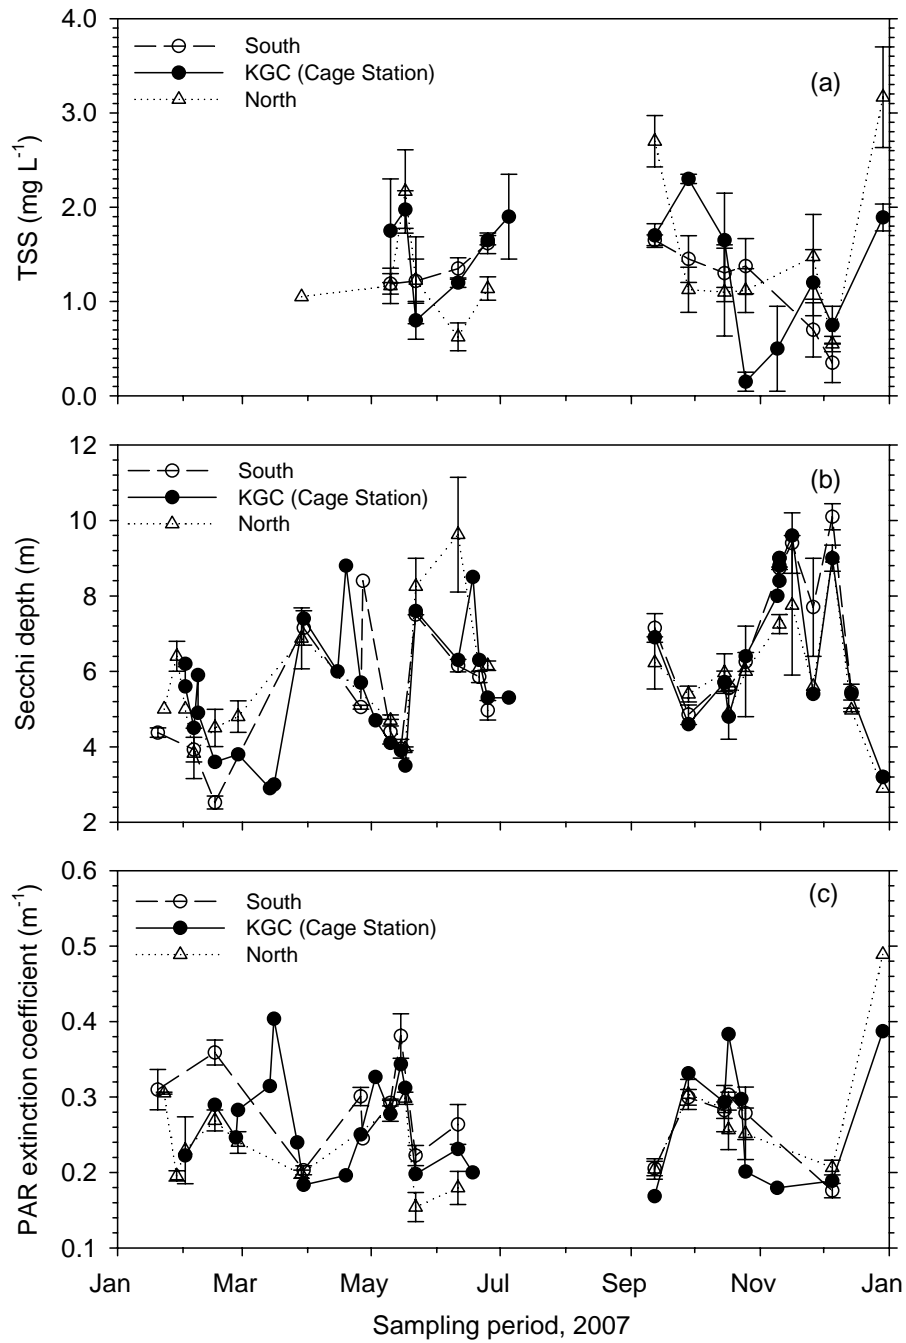 4.0
3.0
2.0
1.0
0.0
TSS (mg L⁻¹)
South
KGC (Cage Station)
North
(a)
12
10
8
6
4
2
Secchi depth (m)
South
KGC (Cage Station)
North
(b)
0.6
0.5
0.4
0.3
0.2
0.1
PAR extinction coefficient (m⁻¹)
South
KGC (Cage Station)
North
(c)
Jan Mar May Jul Sep Nov Jan
Sampling period, 2007